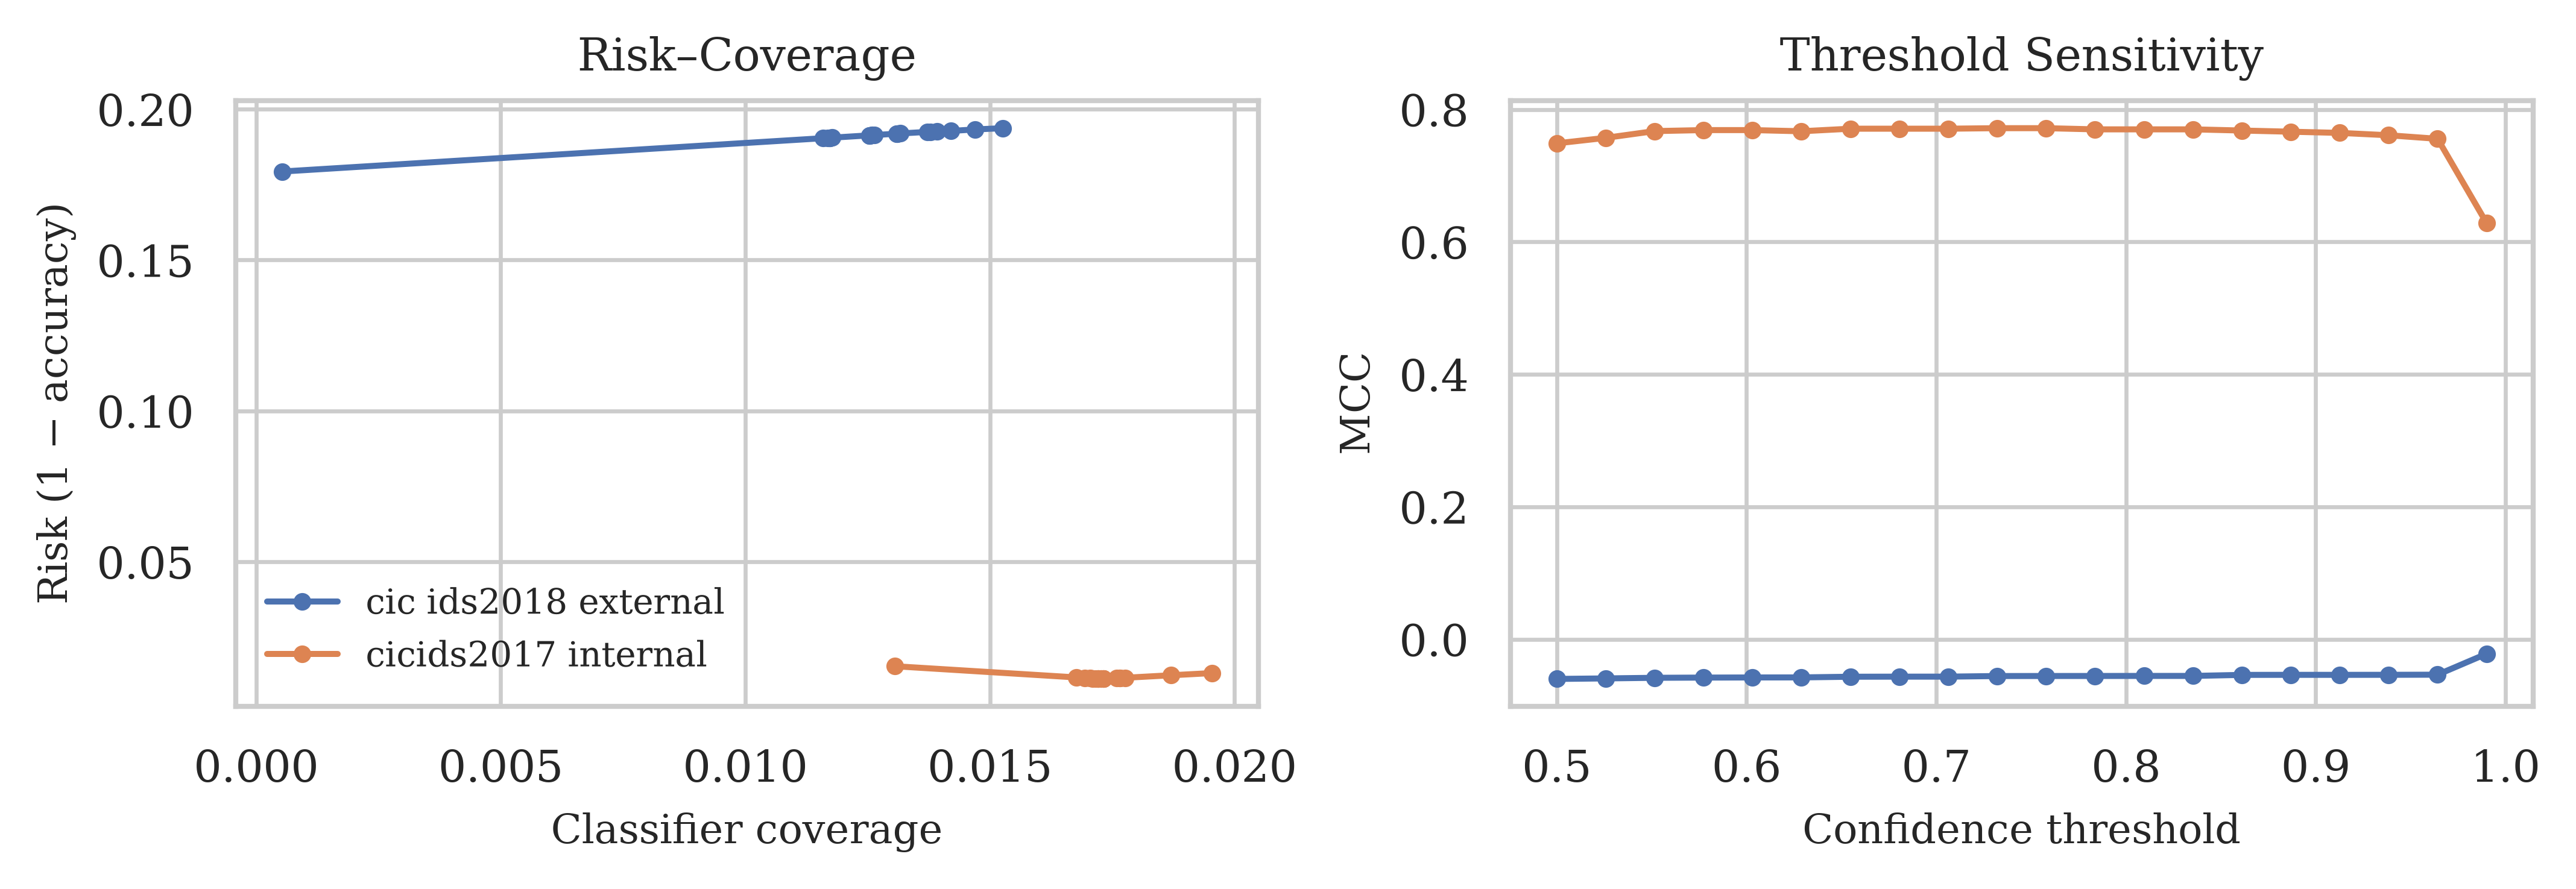 Risk–Coverage
0.20
0.15
0.10
0.05
Risk (1 − accuracy)
cic ids2018 external
cicids2017 internal
0.000 0.005 0.010 0.015 0.020
Classifier coverage
Threshold Sensitivity
0.8
0.6
0.4
0.2
0.0
MCC
0.5 0.6 0.7 0.8 0.9 1.0
Confidence threshold